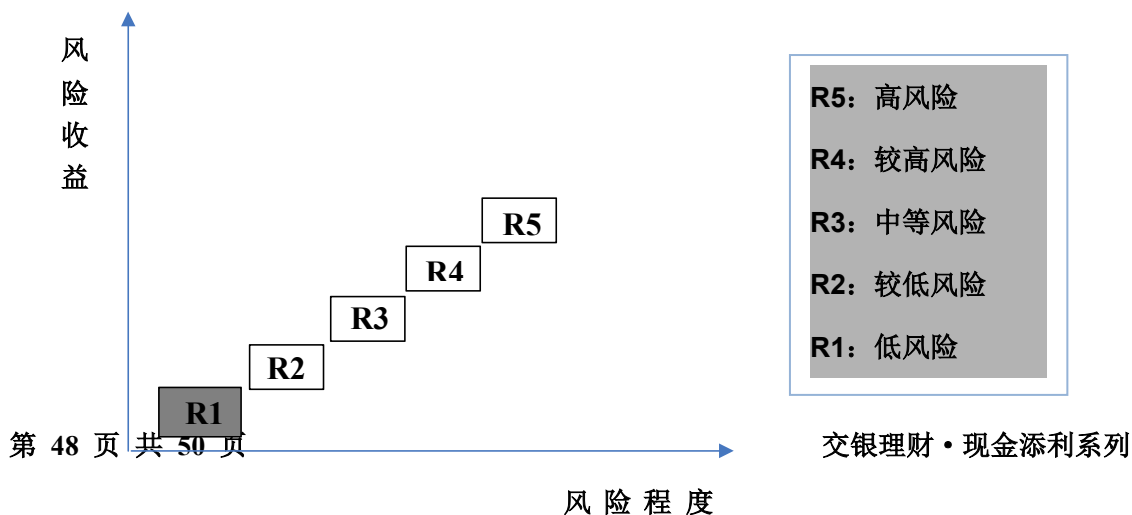 风
险
收
益
R5：高风险
R4：较高风险
R3：中等风险
R2：较低风险
R1：低风险
R5
R4
R3
R2
R1
第 48 页 共 50 页
交银理财·现金添利系列
风 险 程 度